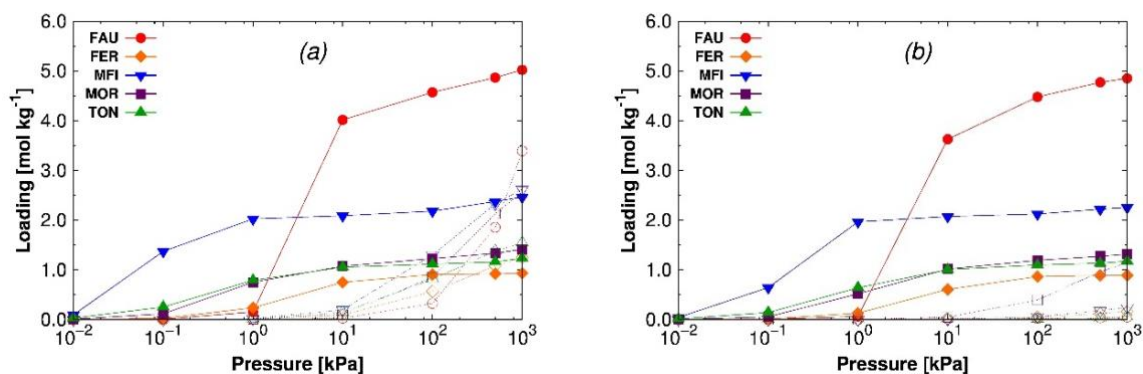 6.0
5.0
4.0
3.0
2.0
1.0
0.0
Loading [mol kg⁻¹]
FAU
FER
MFI
MOR
TON
(a)
10⁻² 10⁻¹ 10⁰ 10¹ 10² 10³
Pressure [kPa]
6.0
5.0
4.0
3.0
2.0
1.0
0.0
Loading [mol kg⁻¹]
FAU
FER
MFI
MOR
TON
(b)
10⁻² 10⁻¹ 10⁰ 10¹ 10² 10³
Pressure [kPa]